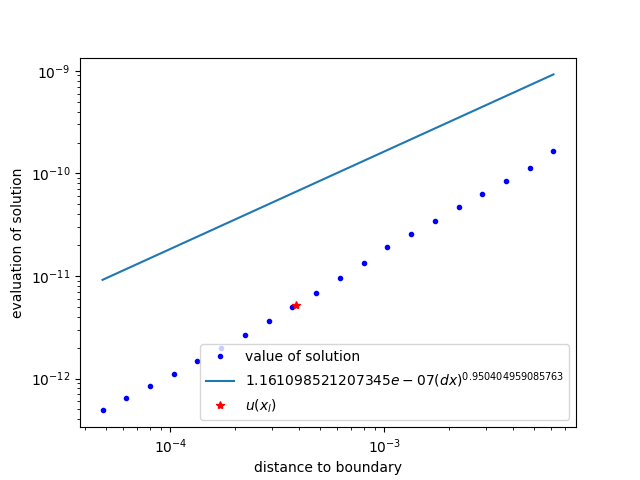 10⁻⁹
10⁻¹⁰
10⁻¹¹
10⁻¹²
evaluation of solution
value of solution
1.161098521207345e − 07(dx)⁰·⁹⁵⁰⁴⁰⁴⁹⁵⁹⁰⁸⁵⁷⁶³
u(xₗ)
10⁻⁴
10⁻³
distance to boundary